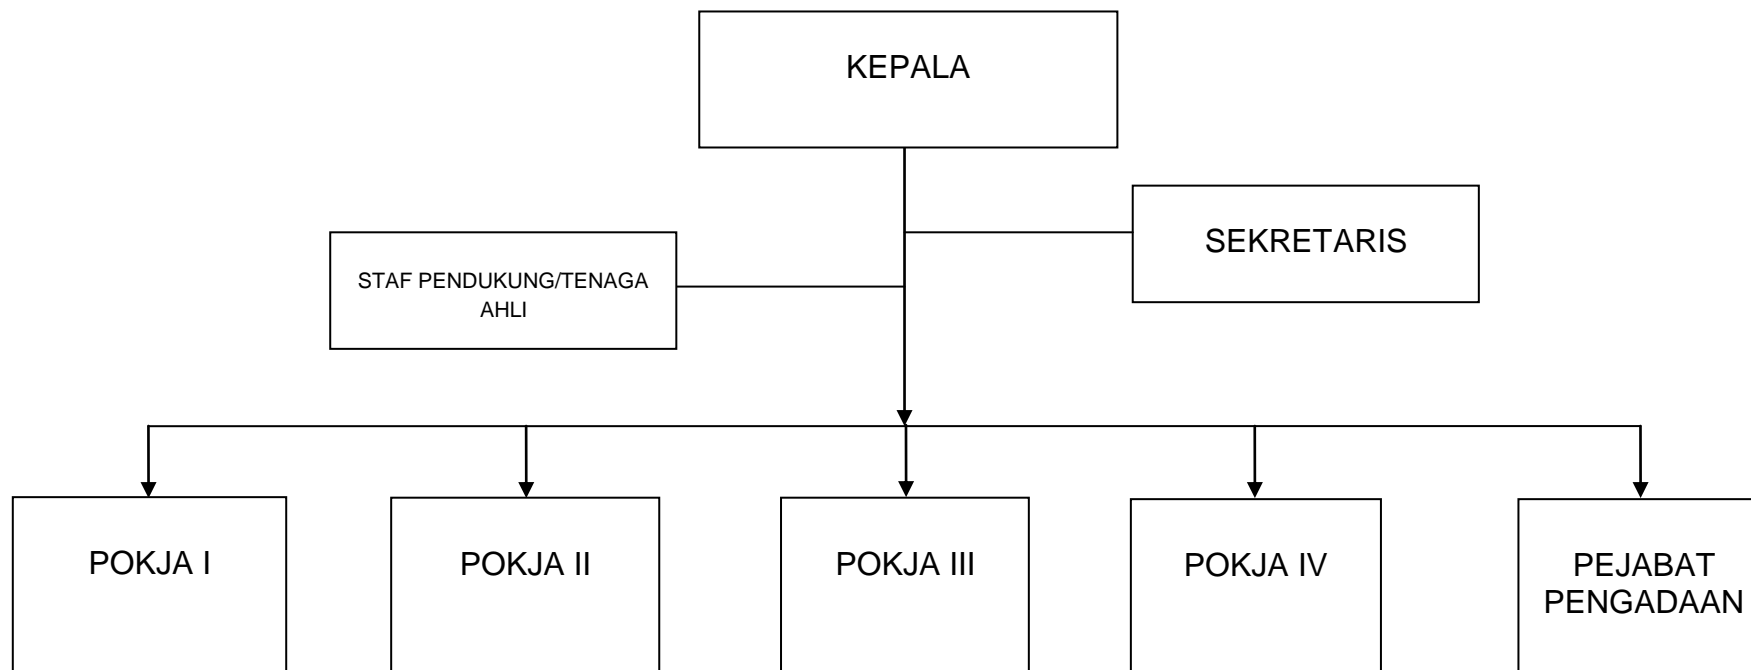 KEPALA
SEKRETARIS
STAF PENDUKUNG/TENAGA
AHLI
POKJA I
POKJA II
POKJA III
POKJA IV
PEJABAT
PENGADAAN